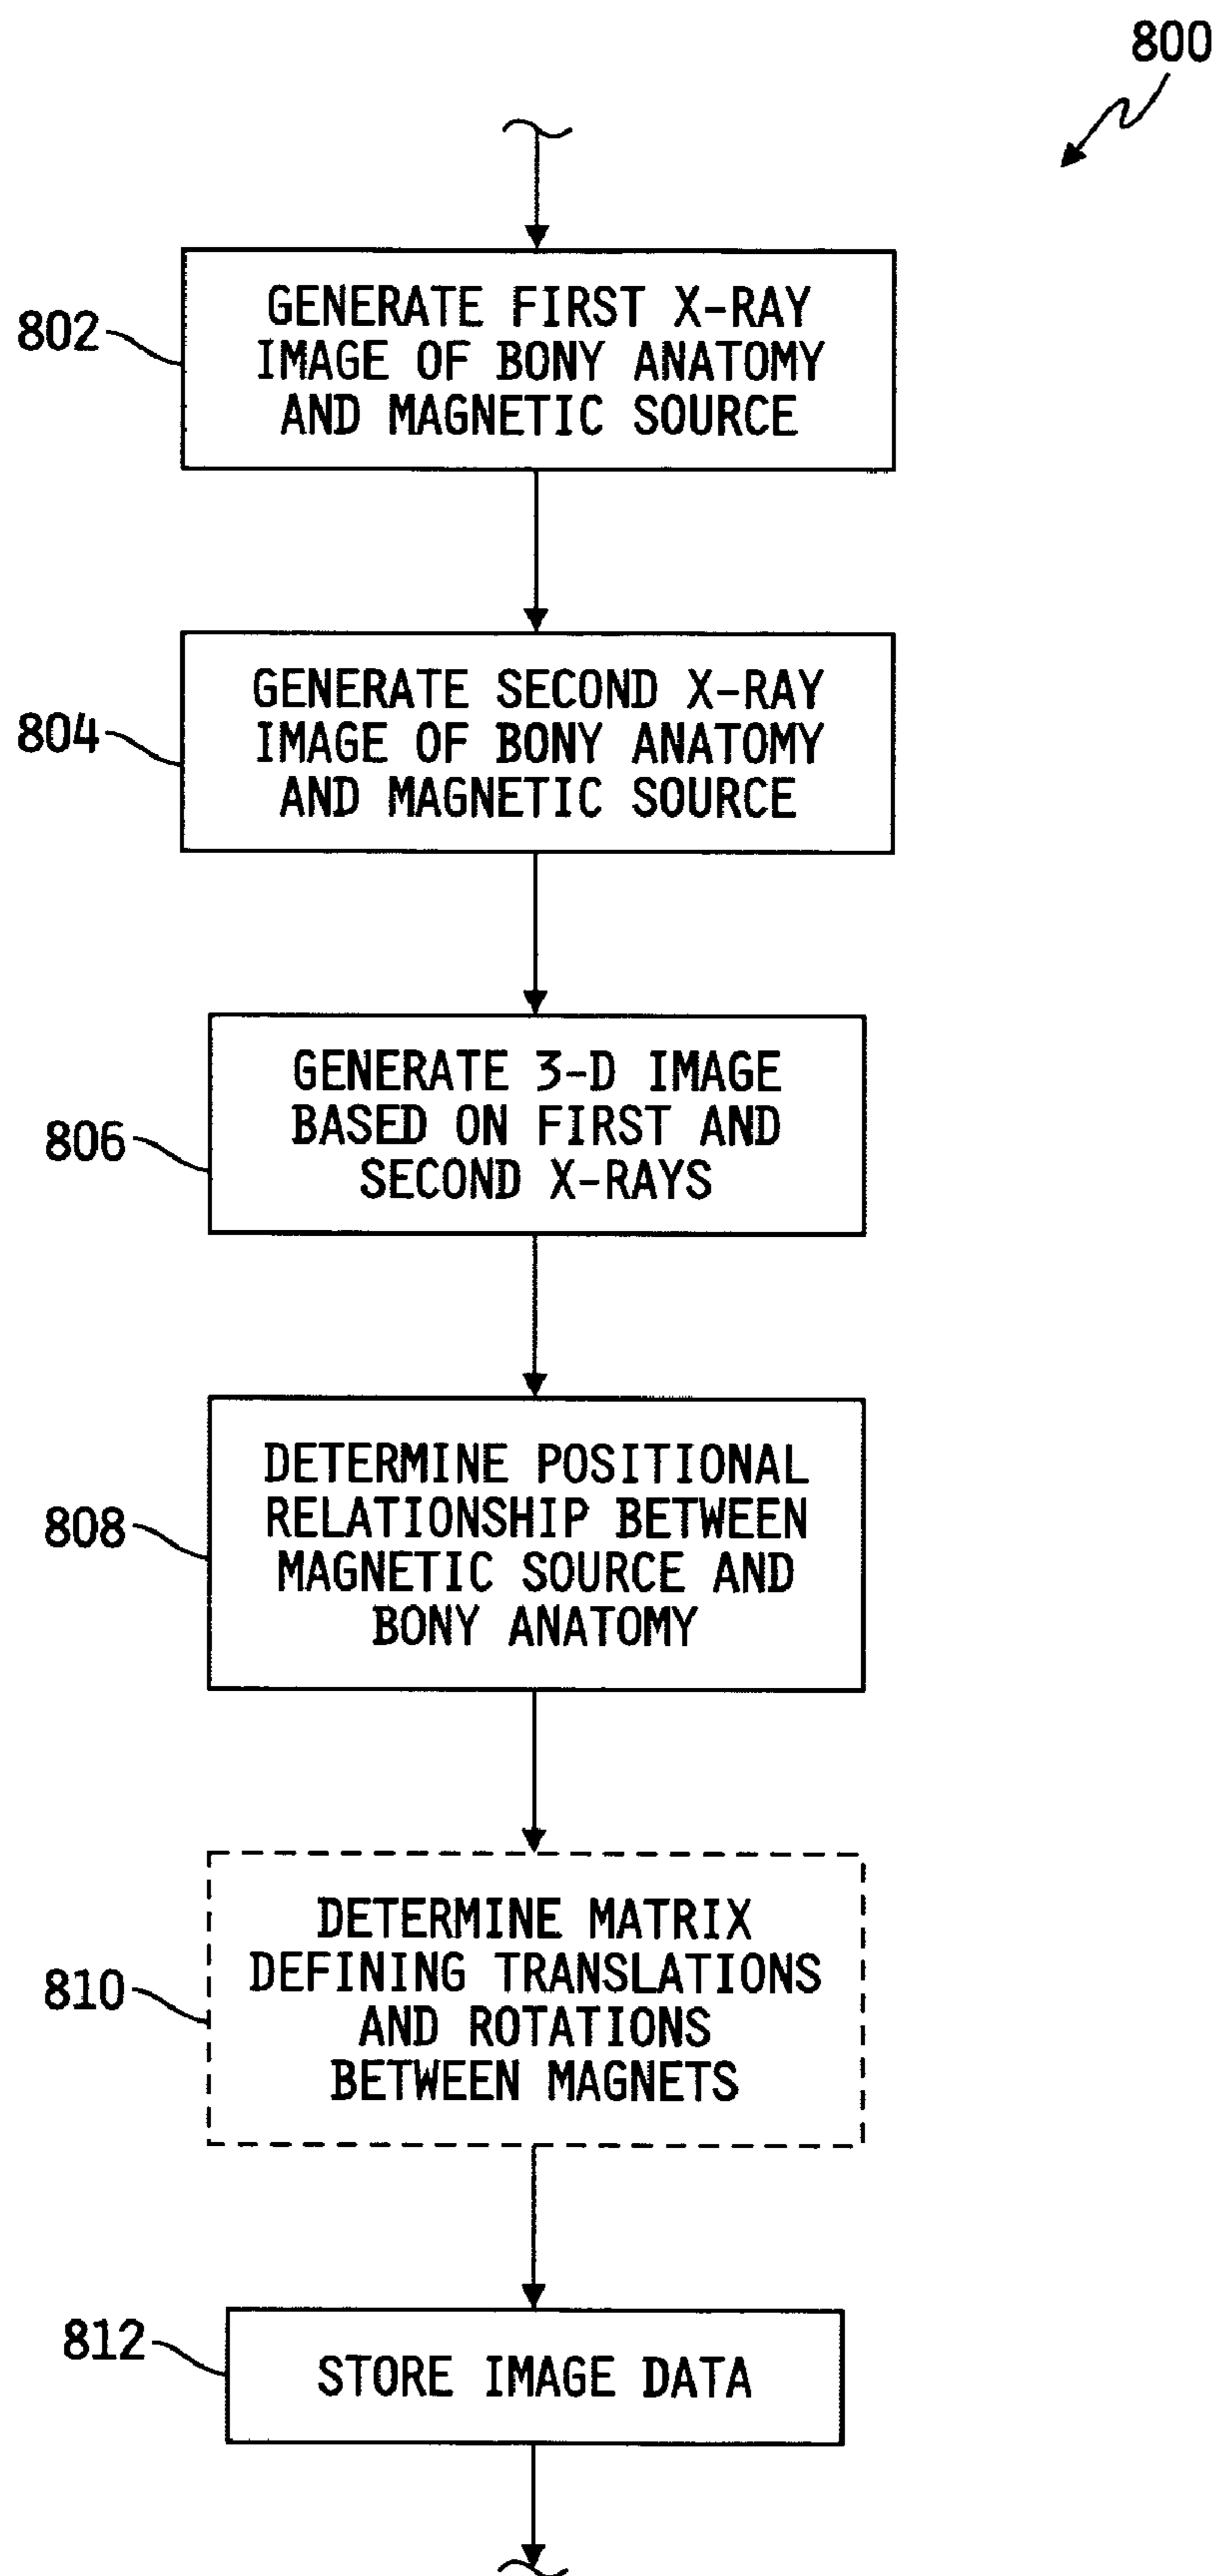 800
802
GENERATE FIRST X-RAY
IMAGE OF BONY ANATOMY
AND MAGNETIC SOURCE
804
GENERATE SECOND X-RAY
IMAGE OF BONY ANATOMY
AND MAGNETIC SOURCE
806
GENERATE 3-D IMAGE
BASED ON FIRST AND
SECOND X-RAYS
808
DETERMINE POSITIONAL
RELATIONSHIP BETWEEN
MAGNETIC SOURCE AND
BONY ANATOMY
810
DETERMINE MATRIX
DEFINING TRANSLATIONS
AND ROTATIONS
BETWEEN MAGNETS
812
STORE IMAGE DATA